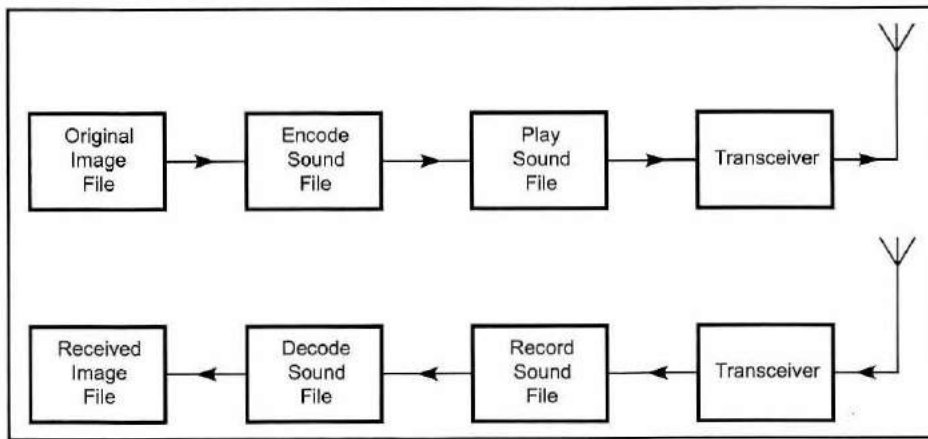 Original
Image
File
Encode
Sound
File
Play
Sound
File
Transceiver
Received
Image
File
Decode
Sound
File
Record
Sound
File
Transceiver